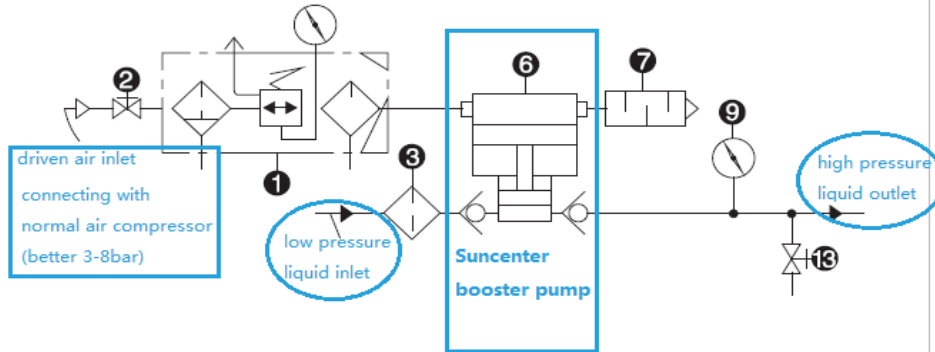 6
7
2
9
driven air inlet
connecting with
normal air compressor
(better 3-8bar)
1
3
low pressure
liquid inlet
Suncenter
booster pump
high pressure
liquid outlet
13